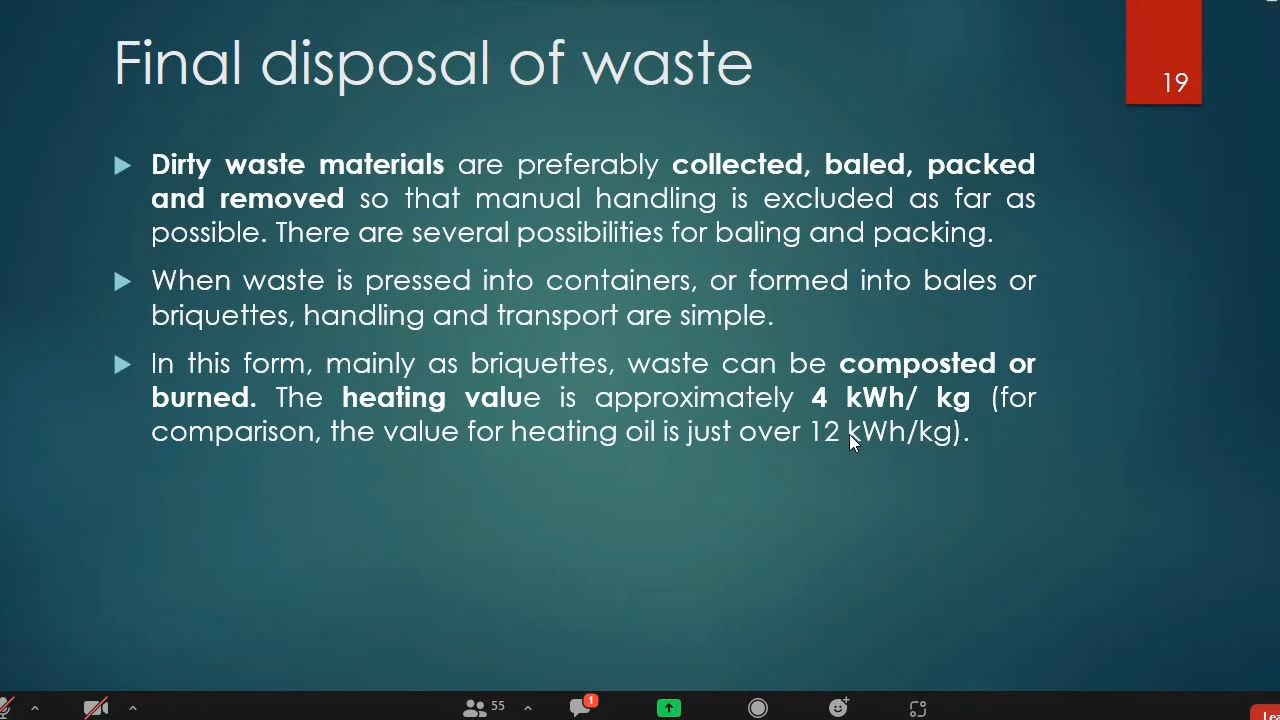 Final disposal of waste
19
Dirty waste materials are preferably collected, baled, packed
and removed so that manual handling is excluded as far as
possible. There are several possibilities for baling and packing.
When waste is pressed into containers, or formed into bales or
briquettes, handling and transport are simple.
In this form, mainly as briquettes, waste can be composted or
burned. The heating value is approximately 4 kWh/ kg (for
comparison, the value for heating oil is just over 12 kWh/kg).
55
1